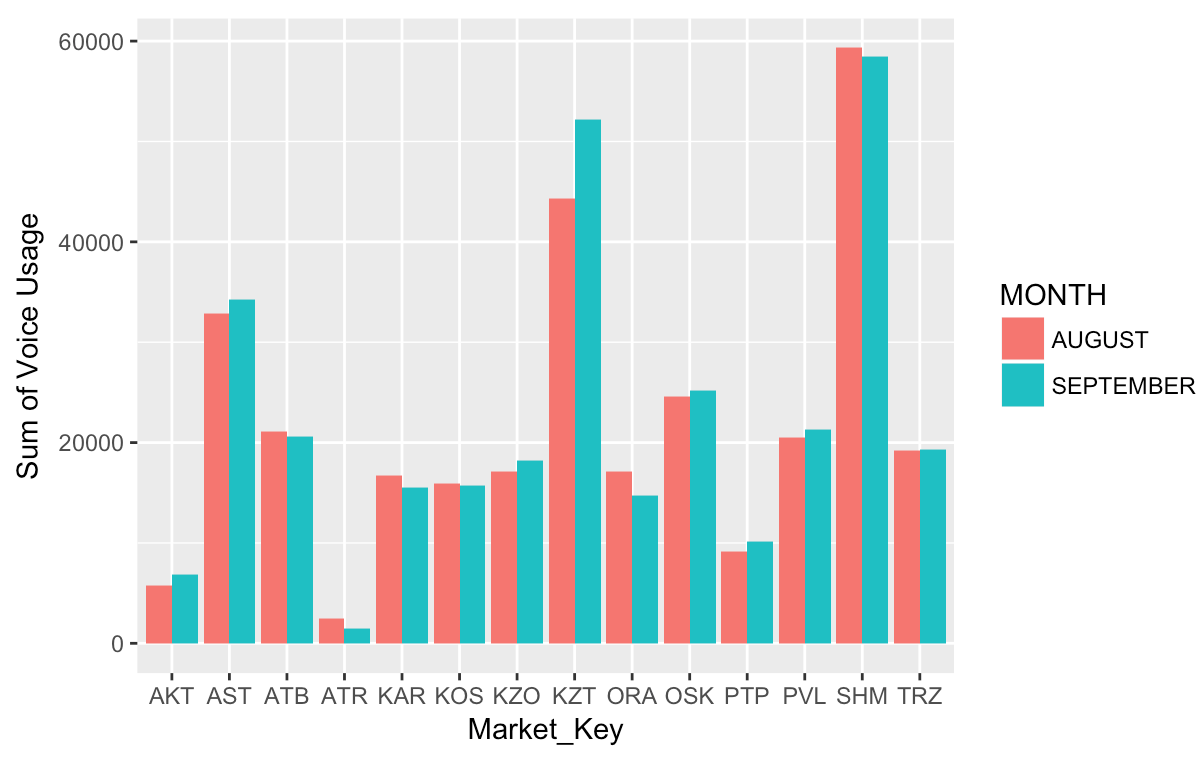 60000
40000
20000
0
Sum of Voice Usage
AKT AST ATB ATR KAR KOS KZO KZT ORA OSK PTP PVL SHM TRZ
Market_Key
MONTH
AUGUST
SEPTEMBER